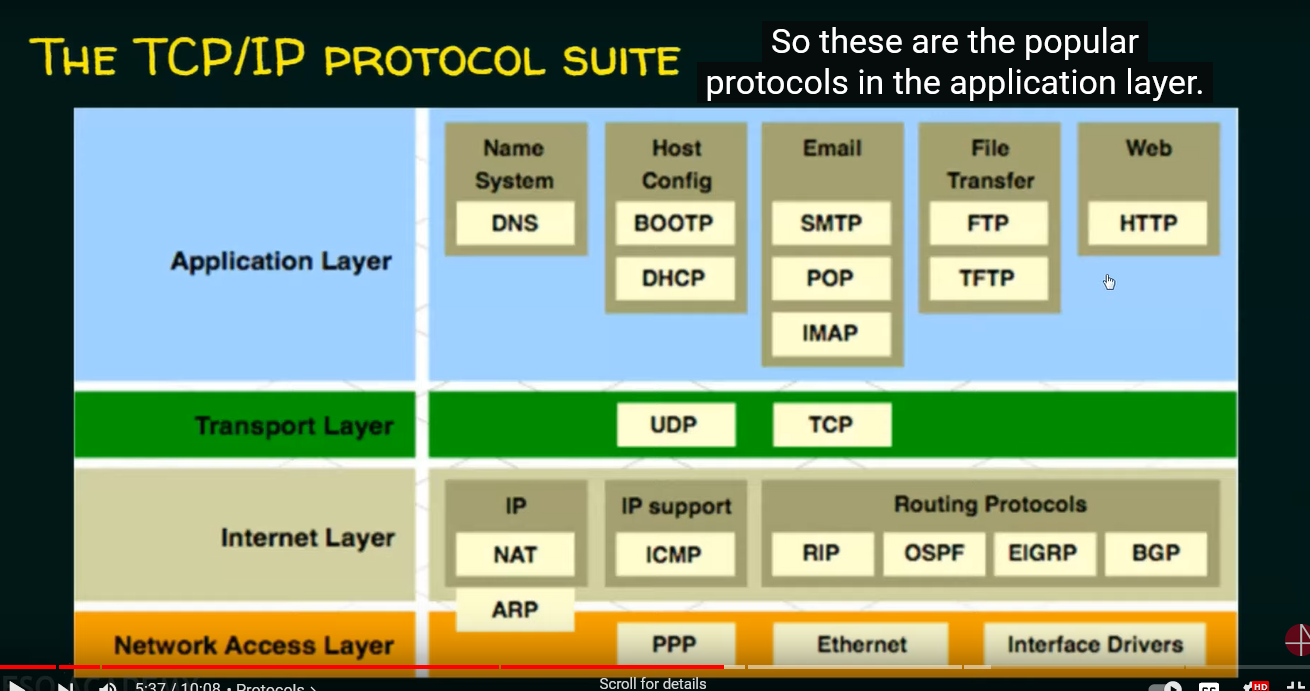 THE TCP/IP PROTOCOL SUITE
So these are the popular
protocols in the application layer.
Application Layer
Name
System
DNS
Host
Config
BOOTP
DHCP
Email
SMTP
POP
IMAP
File
Transfer
FTP
TFTP
Web
HTTP
Transport Layer
UDP
TCP
Internet Layer
IP
NAT
ARP
IP support
ICMP
Routing Protocols
RIP
OSPF
EIGRP
BGP
Network Access Layer
PPP
Ethernet
Interface Drivers
5:37 / 10:08 • Protocols >
Scroll for details
CC
HD